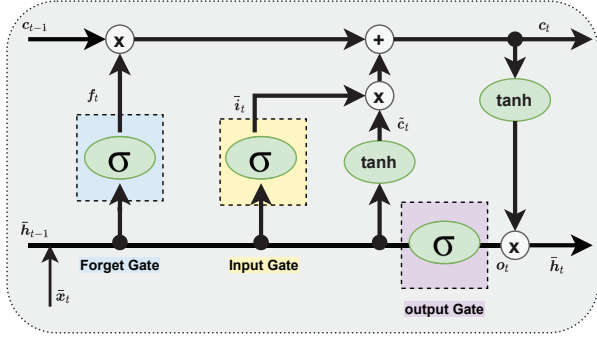 c_{t-1}
x
+
c_t
f_t
ī_t
x
tanh
c̃_t
σ
σ
tanh
h̄_{t-1}
σ
x
Forget Gate
Input Gate
o_t
h̄_t
x̄_t
output Gate